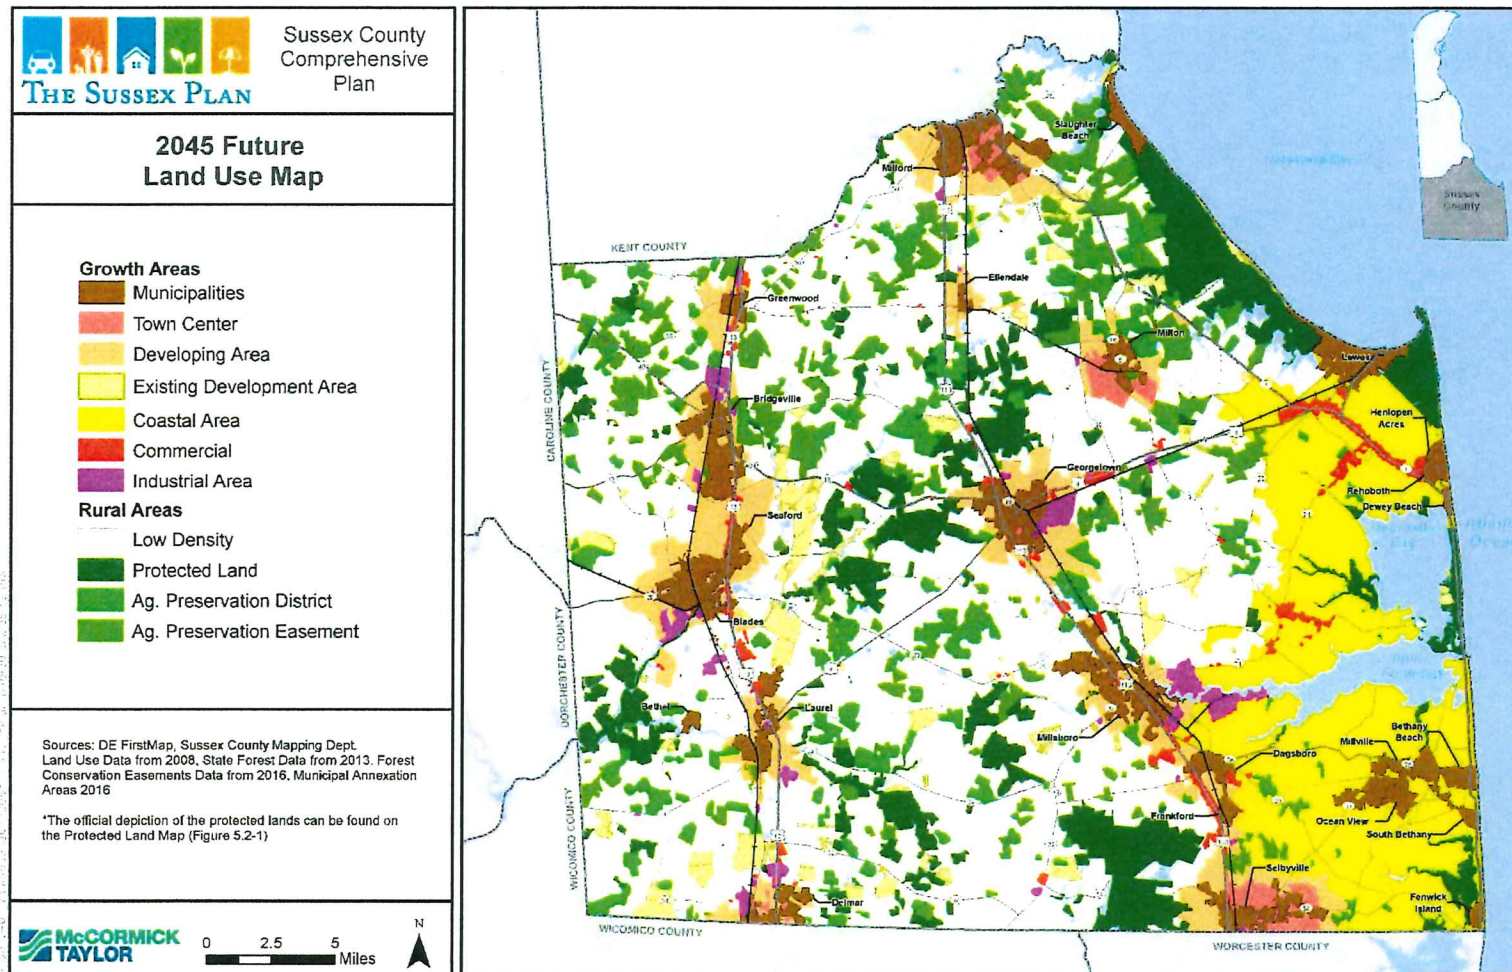 THE SUSSEX PLAN
Sussex County
Comprehensive
Plan
2045 Future
Land Use Map
Growth Areas
Municipalities
Town Center
Developing Area
Existing Development Area
Coastal Area
Commercial
Industrial Area
Rural Areas
Low Density
Protected Land
Ag. Preservation District
Ag. Preservation Easement
Sources: DE FirstMap, Sussex County Mapping Dept.
Land Use Data from 2008, State Forest Data from 2013. Forest
Conservation Easements Data from 2016, Municipal Annexation
Areas 2016
*The official depiction of the protected lands can be found on
the Protected Land Map (Figure 5.2-1)
McCORMICK
TAYLOR
0 2.5 5
Miles
N
Slaughter
Beach
Milford
KENT COUNTY
Sussex
County
Ellendale
Greenwood
Milton
Lewes
CAROLINE COUNTY
Bridgeville
Henlopen
Acres
Georgetown
Rehoboth
Dewey Beach
Seaford
Blades
DORCHESTER COUNTY
Bethel
Laurel
Millsboro
Bethany
Beach
Millville
Dagsboro
WICOMICO COUNTY
Frankford
Ocean View
South Bethany
Selbyville
Delmar
Fenwick
Island
WICOMICO COUNTY
WORCESTER COUNTY